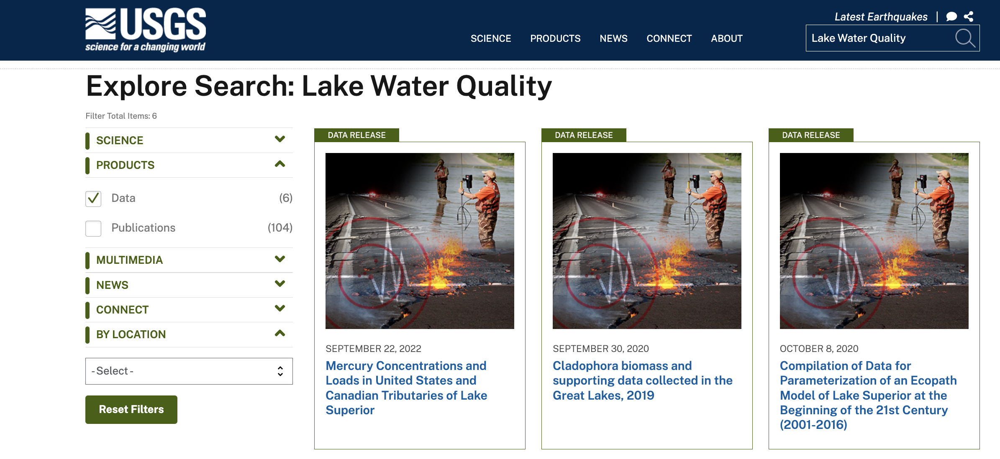 USGS
science for a changing world
SCIENCE
PRODUCTS
NEWS
CONNECT
ABOUT
Latest Earthquakes
Lake Water Quality
Explore Search: Lake Water Quality
Filter Total Items: 6
SCIENCE
PRODUCTS
Data (6)
Publications (104)
MULTIMEDIA
NEWS
CONNECT
BY LOCATION
- Select -
Reset Filters
DATA RELEASE
SEPTEMBER 22, 2022
Mercury Concentrations and
Loads in United States and
Canadian Tributaries of Lake
Superior
DATA RELEASE
SEPTEMBER 30, 2020
Cladophora biomass and
supporting data collected in the
Great Lakes, 2019
DATA RELEASE
OCTOBER 8, 2020
Compilation of Data for
Parameterization of an Ecopath
Model of Lake Superior at the
Beginning of the 21st Century
(2001-2016)